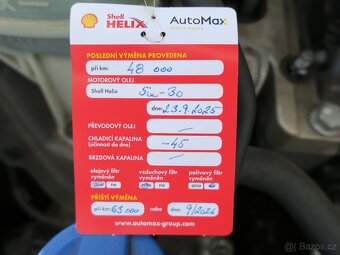 Shell
HELIX
AutoMax
POSLEDNÍ VÝMĚNA PROVEDENA
při km: 48 000
MOTOROVÝ OLEJ
Shell Helix 5w-30
dne: 23.9.2025
PŘEVODOVÝ OLEJ
CHLADICÍ KAPALINA
(účinnost do dne) -45
BRZDOVÁ KAPALINA
olejový filtr vyměněn
ano ne
vzduchový filtr vyměněn
ano ne
palivový filtr vyměněn
ano ne
PŘÍŠTÍ VÝMĚNA
při km: 63 000 nebo dne: 9/2026
www.automax-group.com
bazoš.cz